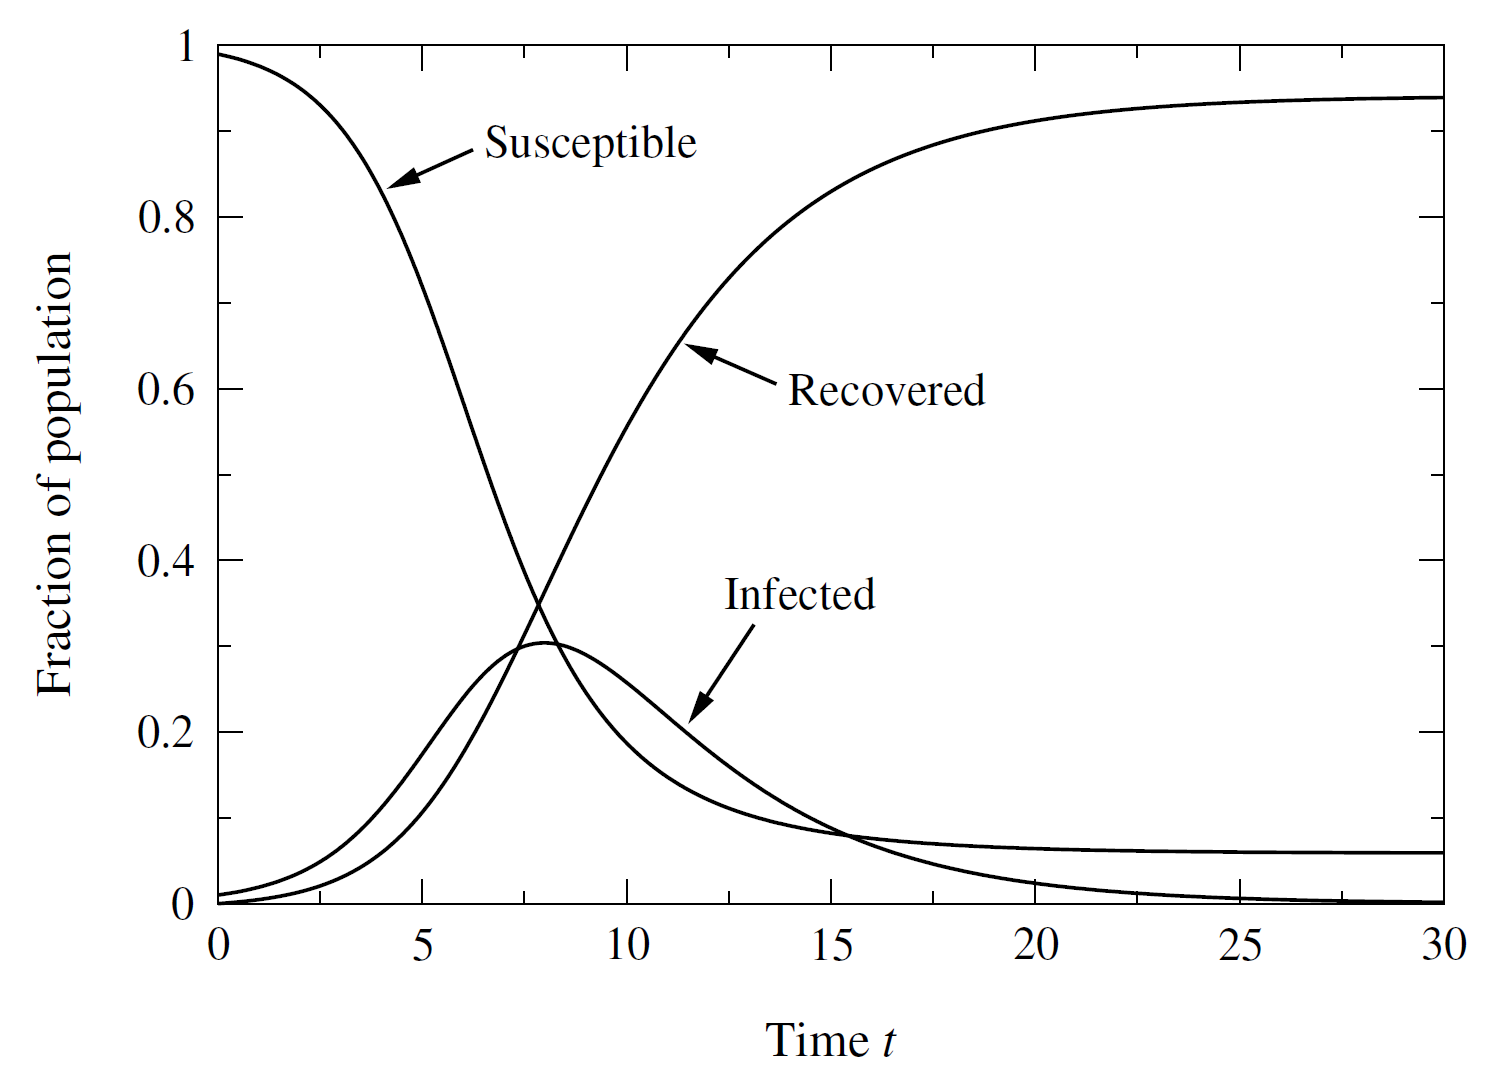 1
Susceptible
0.8
Recovered
0.6
Fraction of population
0.4
Infected
0.2
0
0 5 10 15 20 25 30
Time t